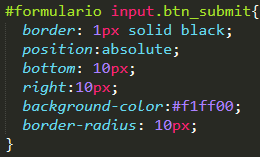 #formulario input.btn_submit{
border: 1px solid black;
position:absolute;
bottom: 10px;
right:10px;
background-color:#f1ff00;
border-radius: 10px;
}